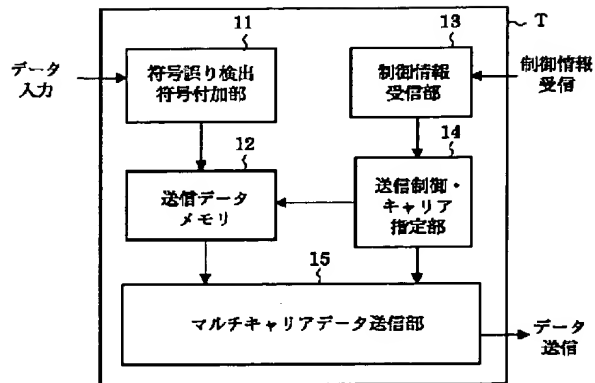 T
11
13
データ
入力
符号誤り検出
符号付加部
制御情報
受信部
制御情報
受信
12
14
送信データ
メモリ
送信制御・
キャリア
指定部
15
マルチキャリアデータ送信部
データ
送信